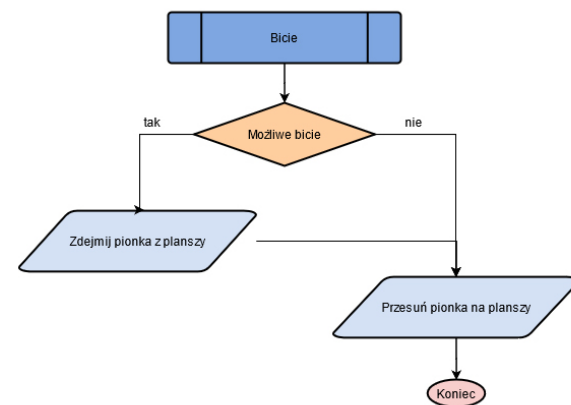 Bicie
tak
nie
Możliwe bicie
Zdejmij pionka z planszy
Przesuń pionka na planszy
Koniec